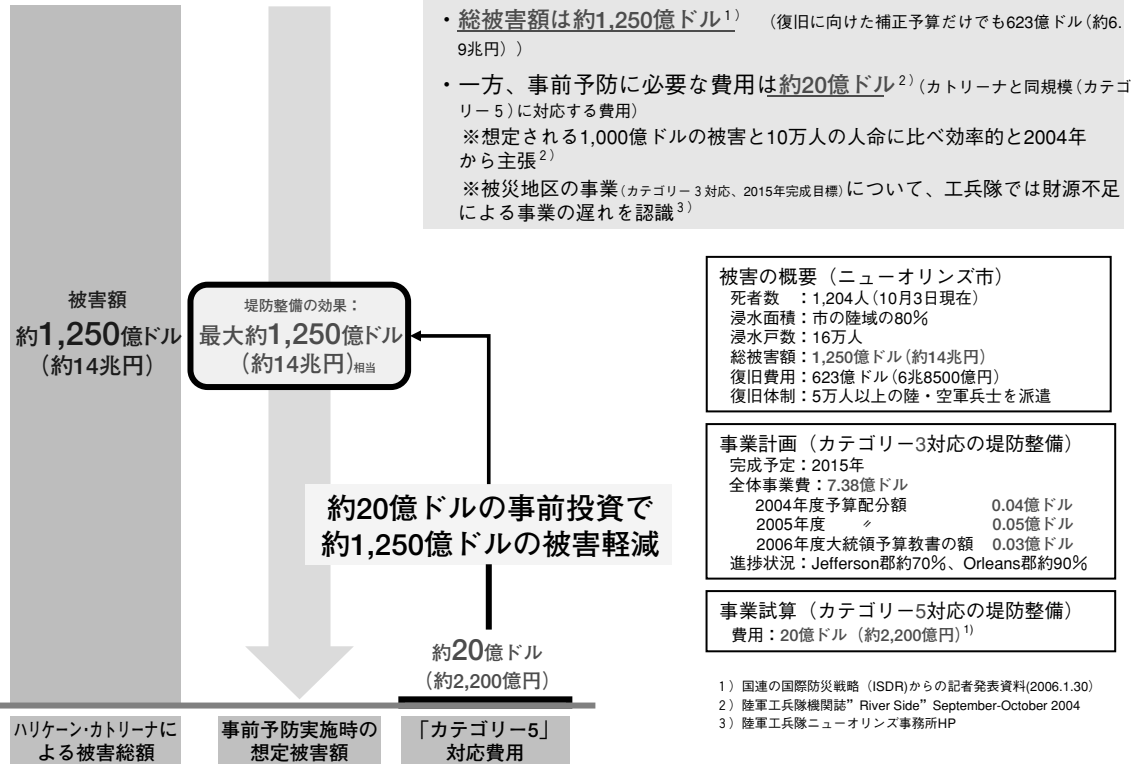 ・総被害額は約1,250億ドル1) （復旧に向けた補正予算だけでも623億ドル(約6.
9兆円)）
・一方、事前予防に必要な費用は約20億ドル2)(カトリーナと同規模(カテゴ
リー5)に対応する費用)
※想定される1,000億ドルの被害と10万人の人命に比べ効率的と2004年
から主張2)
※被災地区の事業(カテゴリー3対応、2015年完成目標)について、工兵隊では財源不足
による事業の遅れを認識3)
被害額
約1,250億ドル
(約14兆円)
堤防整備の効果：
最大約1,250億ドル
(約14兆円)相当
約20億ドルの事前投資で
約1,250億ドルの被害軽減
約20億ドル
(約2,200億円)
ハリケーン・カトリーナに
よる被害総額
事前予防実施時の
想定被害額
「カテゴリー5」
対応費用
被害の概要（ニューオリンズ市）
死者数　：1,204人(10月3日現在)
浸水面積：市の陸域の80％
浸水戸数：16万人
総被害額：1,250億ドル(約14兆円)
復旧費用：623億ドル(6兆8500億円)
復旧体制：5万人以上の陸・空軍兵士を派遣
事業計画（カテゴリー3対応の堤防整備）
完成予定：2015年
全体事業費：7.38億ドル
2004年度予算配分額 0.04億ドル
2005年度　〃 0.05億ドル
2006年度大統領予算教書の額 0.03億ドル
進捗状況：Jefferson郡約70％、Orleans郡約90％
事業試算（カテゴリー5対応の堤防整備）
費用：20億ドル（約2,200億円)1)
1）国連の国際防災戦略（ISDR)からの記者発表資料(2006.1.30)
2）陸軍工兵隊機関誌” River Side” September-October 2004
3）陸軍工兵隊ニューオリンズ事務所HP